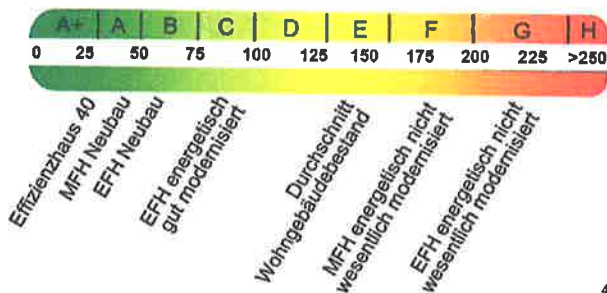 A+ A B C D E F G H
0 25 50 75 100 125 150 175 200 225 >250
Effizienzhaus 40
MFH Neubau
EFH Neubau
EFH energetisch
gut modernisiert
Durchschnitt
Wohngebäudebestand
MFH energetisch nicht
wesentlich modernisiert
EFH energetisch nicht
wesentlich modernisiert